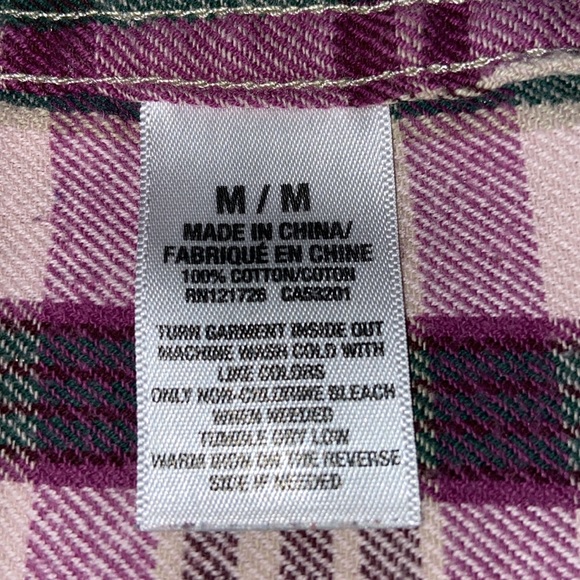 M / M
MADE IN CHINA/
FABRIQUÉ EN CHINE
100% COTTON/COTON
RN121726 CA53201
TURN GARMENT INSIDE OUT
MACHINE WASH COLD WITH
LIKE COLORS
ONLY NON-CHLORINE BLEACH
WHEN NEEDED
TUMBLE DRY LOW
WARM IRON ON THE REVERSE
SIDE IF NEEDED